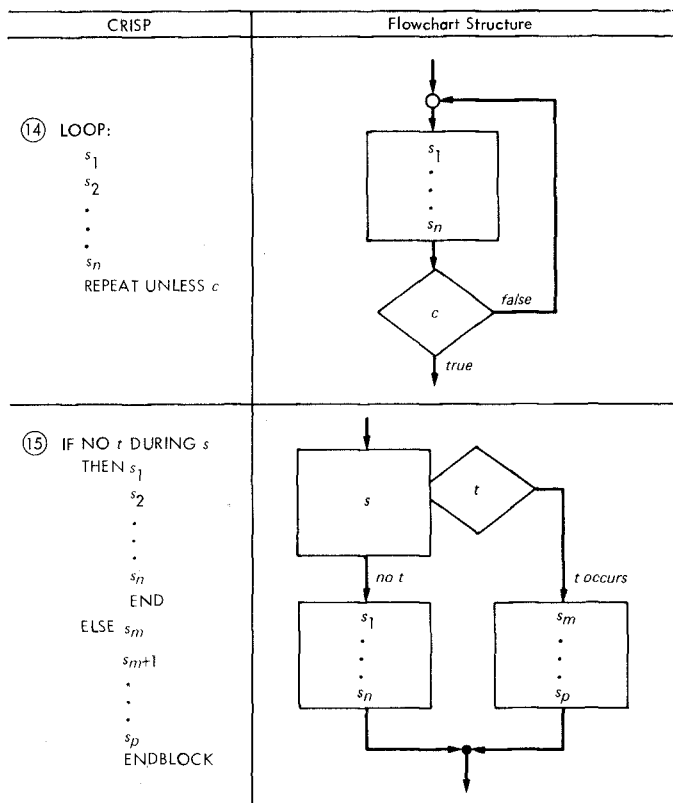 CRISP
Flowchart Structure
14 LOOP:
s1
s2
.
.
.
sn
REPEAT UNLESS c
s1
.
.
.
sn
c
false
true
15 IF NO t DURING s
THEN s1
s2
.
.
.
sn
END
ELSE sm
sm+1
.
.
.
sp
ENDBLOCK
s
t
no t
t occurs
s1
.
.
.
sn
sm
.
.
.
sp